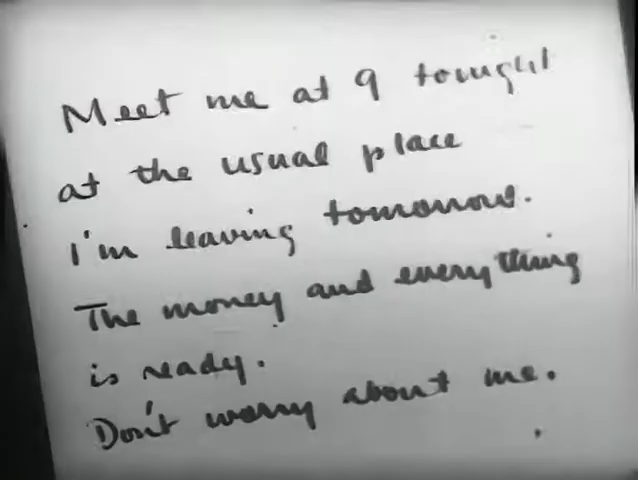 Meet me at 9 tonight
at the usual place
I'm leaving tomorrow.
The money and everything
is ready.
Don't worry about me.